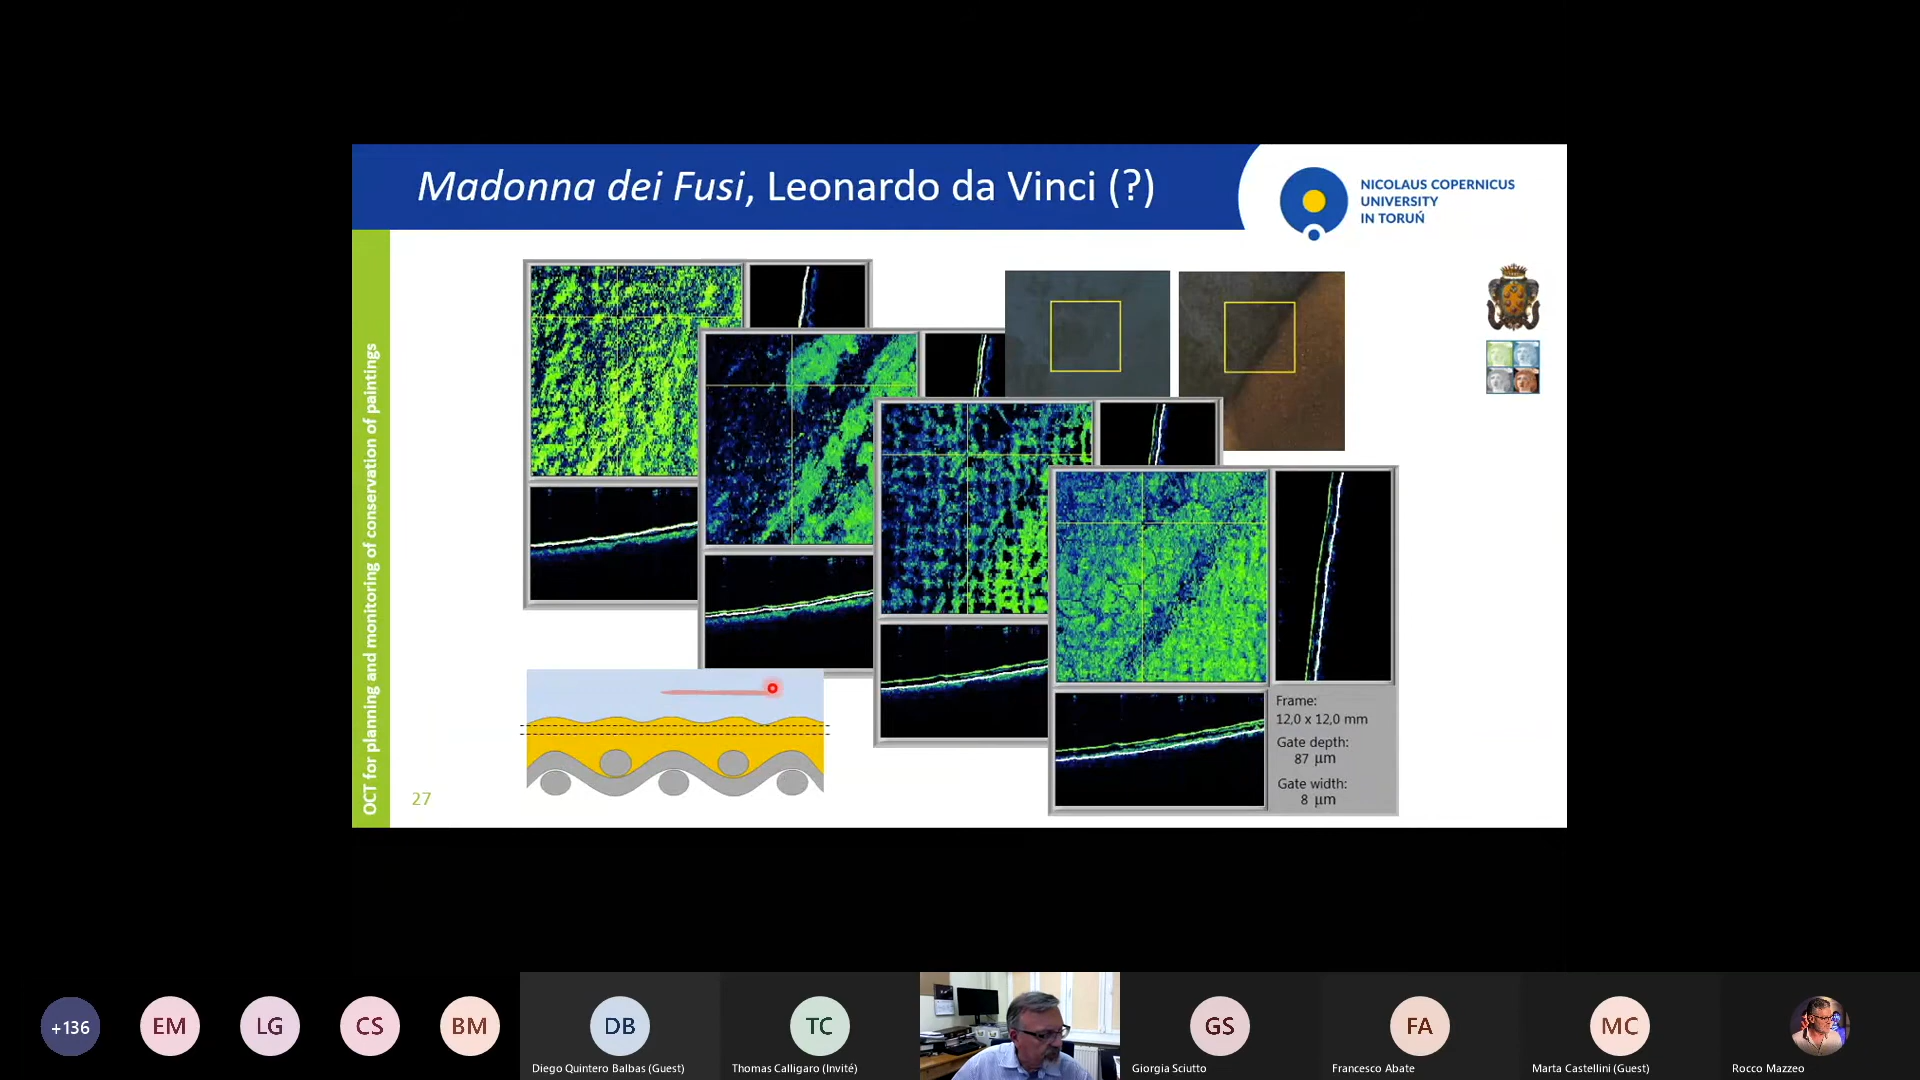 Madonna dei Fusi, Leonardo da Vinci (?)
NICOLAUS COPERNICUS
UNIVERSITY
IN TORUŃ
OCT for planning and monitoring of conservation of paintings
Frame:
12,0 x 12,0 mm
Gate depth:
87 μm
Gate width:
8 μm
27
+136
EM
LG
CS
BM
DB
TC
GS
FA
MC
Diego Quintero Balbas (Guest)
Thomas Calligaro (Invité)
Giorgia Sciutto
Francesco Abate
Marta Castellini (Guest)
Rocco Mazzeo